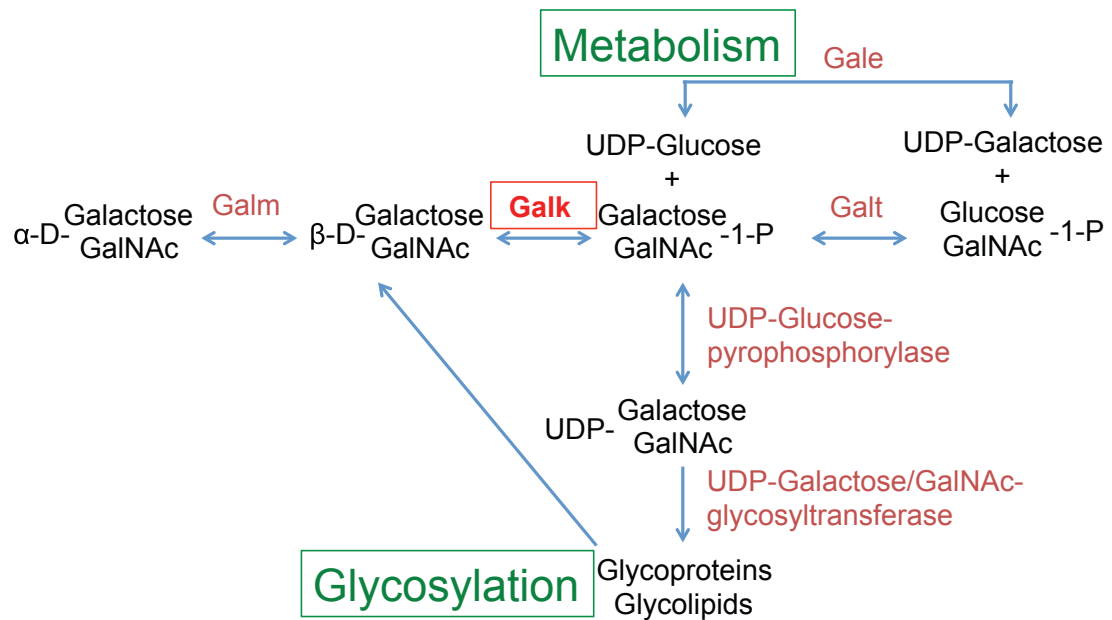 Metabolism
Gale
UDP-Glucose
+
UDP-Galactose
+
α-D-
Galactose
GalNAc
Galm
β-D-
Galactose
GalNAc
Galk
Galactose
GalNAc
-1-P
Galt
Glucose
GalNAc
-1-P
UDP-Glucose-
pyrophosphorylase
UDP-
Galactose
GalNAc
UDP-Galactose/GalNAc-
glycosyltransferase
Glycosylation
Glycoproteins
Glycolipids